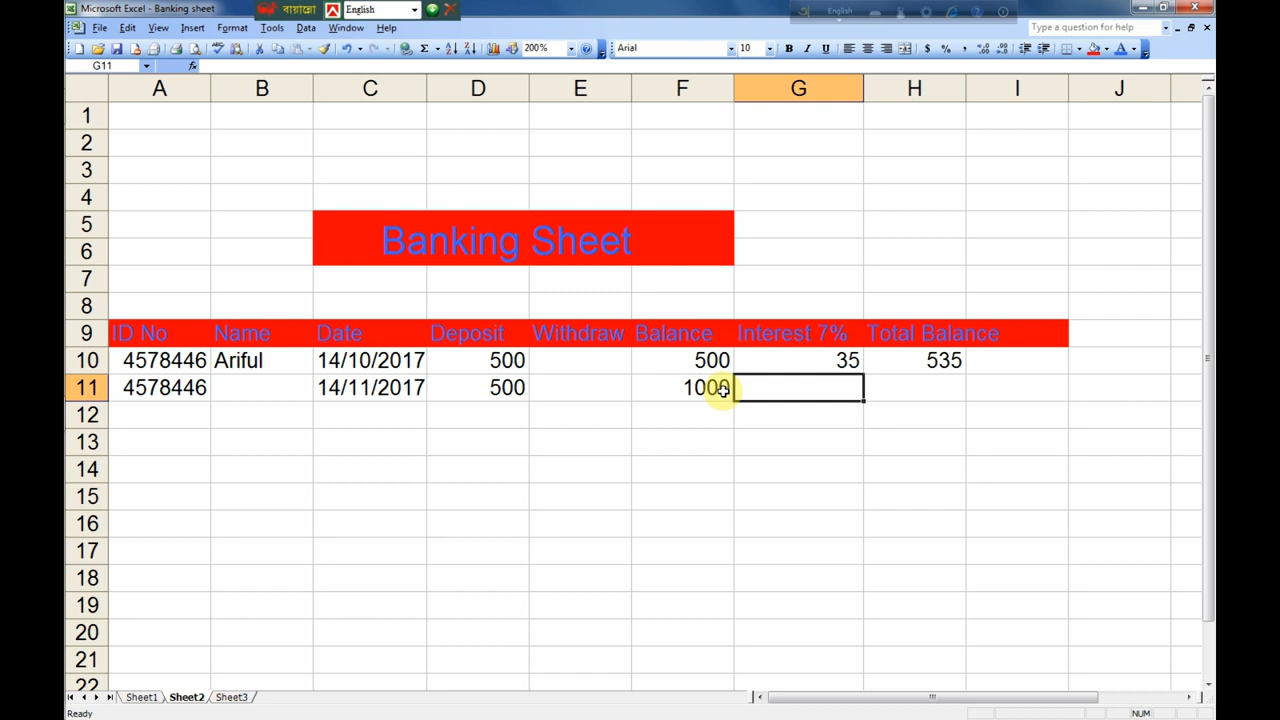 Microsoft Excel - Banking sheet
বায়ান্নো
English
English
File Edit View Insert Format Tools Data Window Help
Type a question for help
200% Arial 10 B I U $ % ,
G11 fx
A B C D E F G H I J
1
2
3
4
5
6
Banking Sheet
7
8
9 ID No Name Date Deposit Withdraw Balance Interest 7% Total Balance
10 4578446 Ariful 14/10/2017 500 500 35 535
11 4578446 14/11/2017 500 1000
12
13
14
15
16
17
18
19
20
21
22
Sheet1 Sheet2 Sheet3
Ready NUM